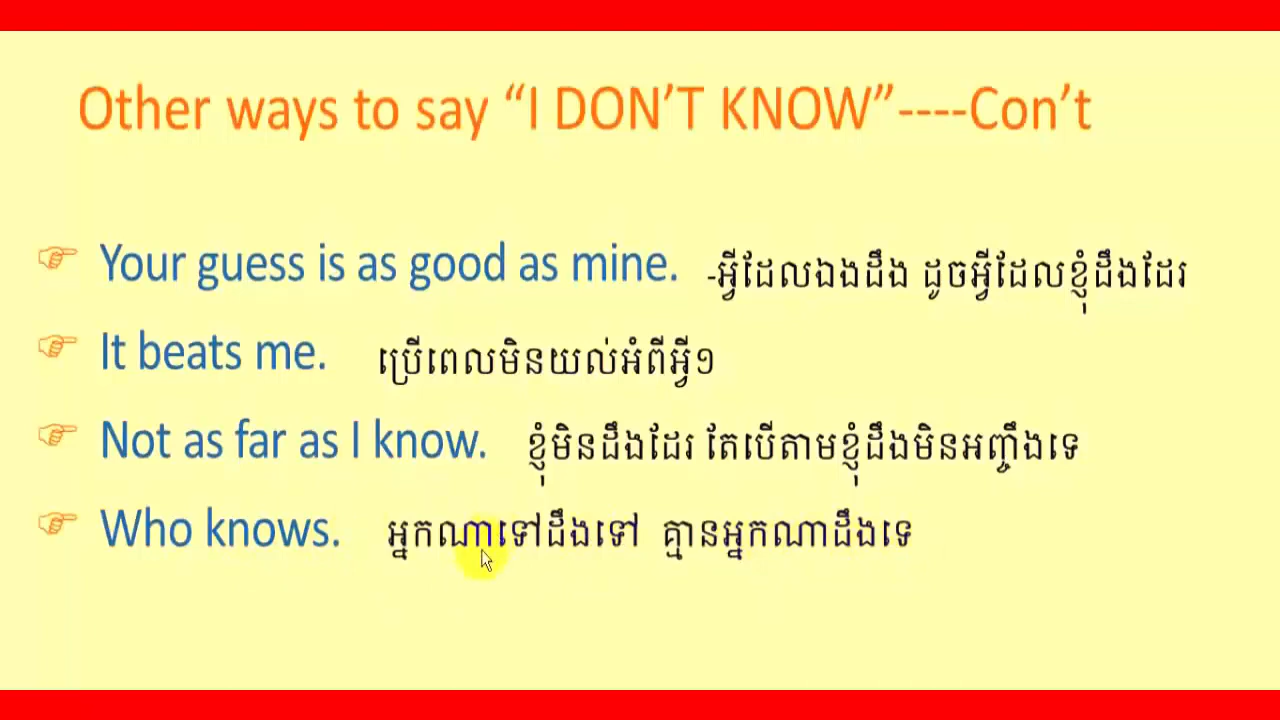 Other ways to say “I DON’T KNOW”----Con’t
Your guess is as good as mine. -អ្វីដែលឯងដឹង ដូចអ្វីដែលខ្ញុំដឹងដែរ
It beats me. ប្រើពេលមិនយល់អំពីអ្វី១
Not as far as I know. ខ្ញុំមិនដឹងដែរ តែបើតាមខ្ញុំដឹងមិនអញ្ចឹងទេ
Who knows. អ្នកណាទៅដឹងទៅ គ្មានអ្នកណាដឹងទេ